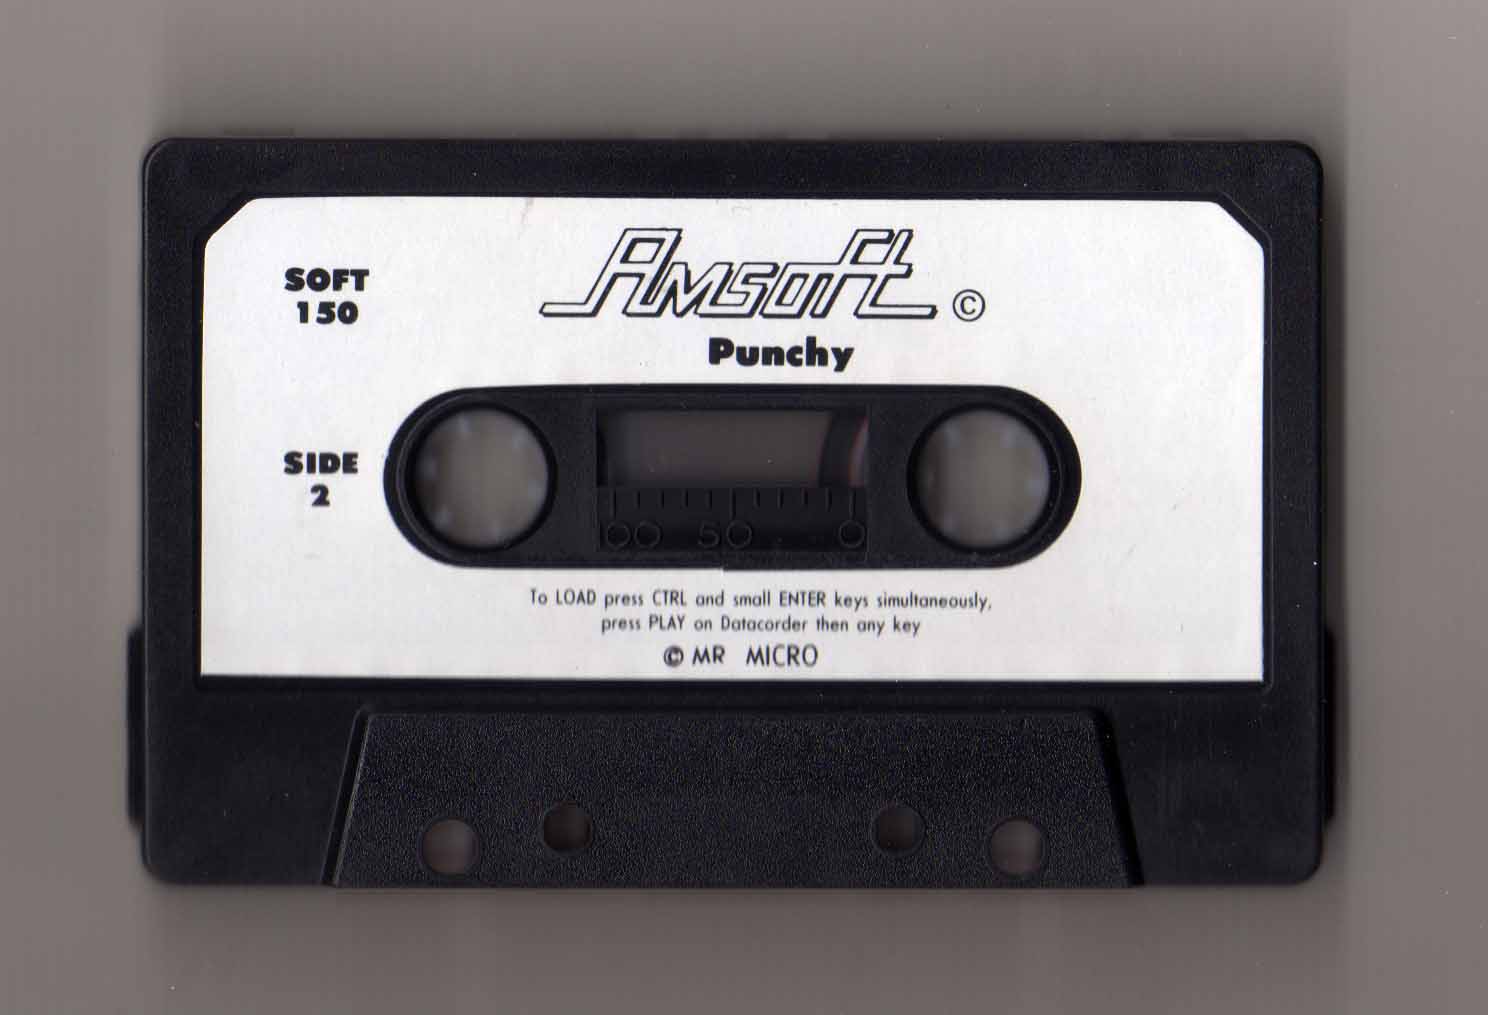 SOFT
150
Amsoft ©
Punchy
SIDE
2
00 50 0
To LOAD press CTRL and small ENTER keys simultaneously,
press PLAY on Datacorder then any key
© MR MICRO